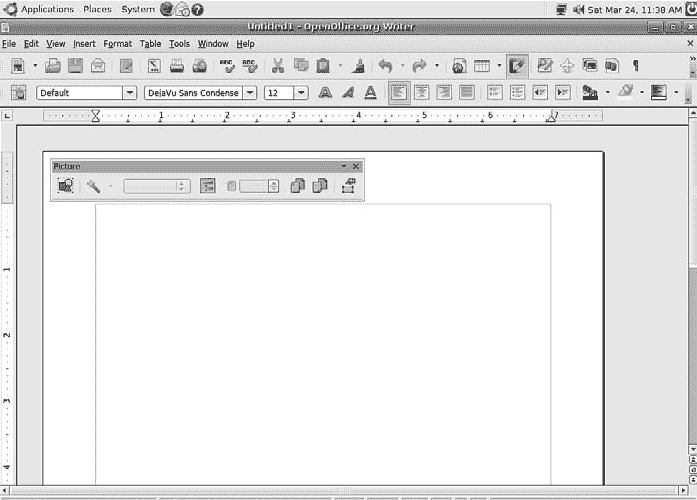 Applications Places System Sat Mar 24, 11:38 AM
Untitled1 - OpenOffice.org Writer
File Edit View Insert Format Table Tools Window Help
ABC ABC
Default DejaVu Sans Condense 12 A A A
1 2 3 4 5 6 7
Picture
1
2
3
4